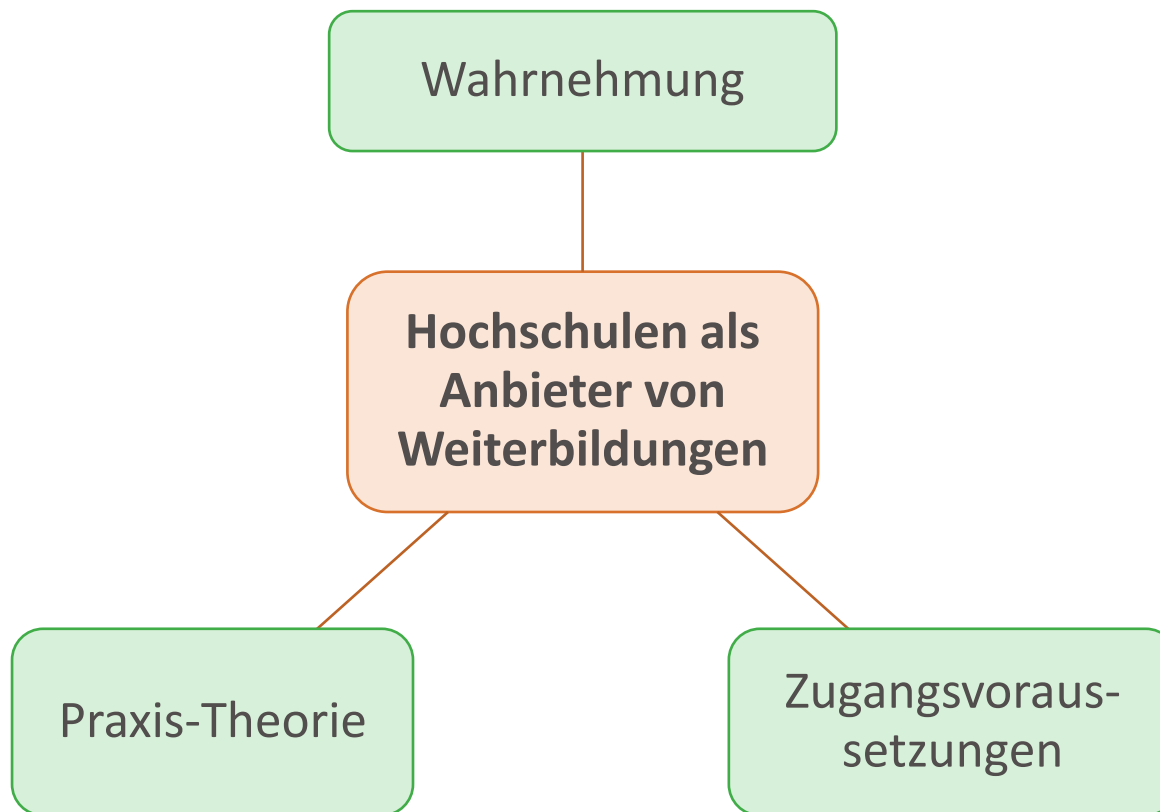 Wahrnehmung
Hochschulen als
Anbieter von
Weiterbildungen
Praxis-Theorie
Zugangsvoraus-
setzungen